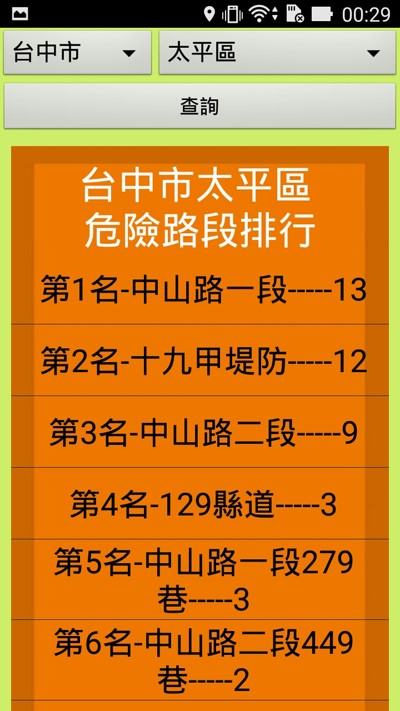 00:29
台中市
太平區
查詢
台中市太平區
危險路段排行
第1名-中山路一段-----13
第2名-十九甲堤防-----12
第3名-中山路二段-----9
第4名-129縣道-----3
第5名-中山路一段279
巷-----3
第6名-中山路二段449
巷-----2